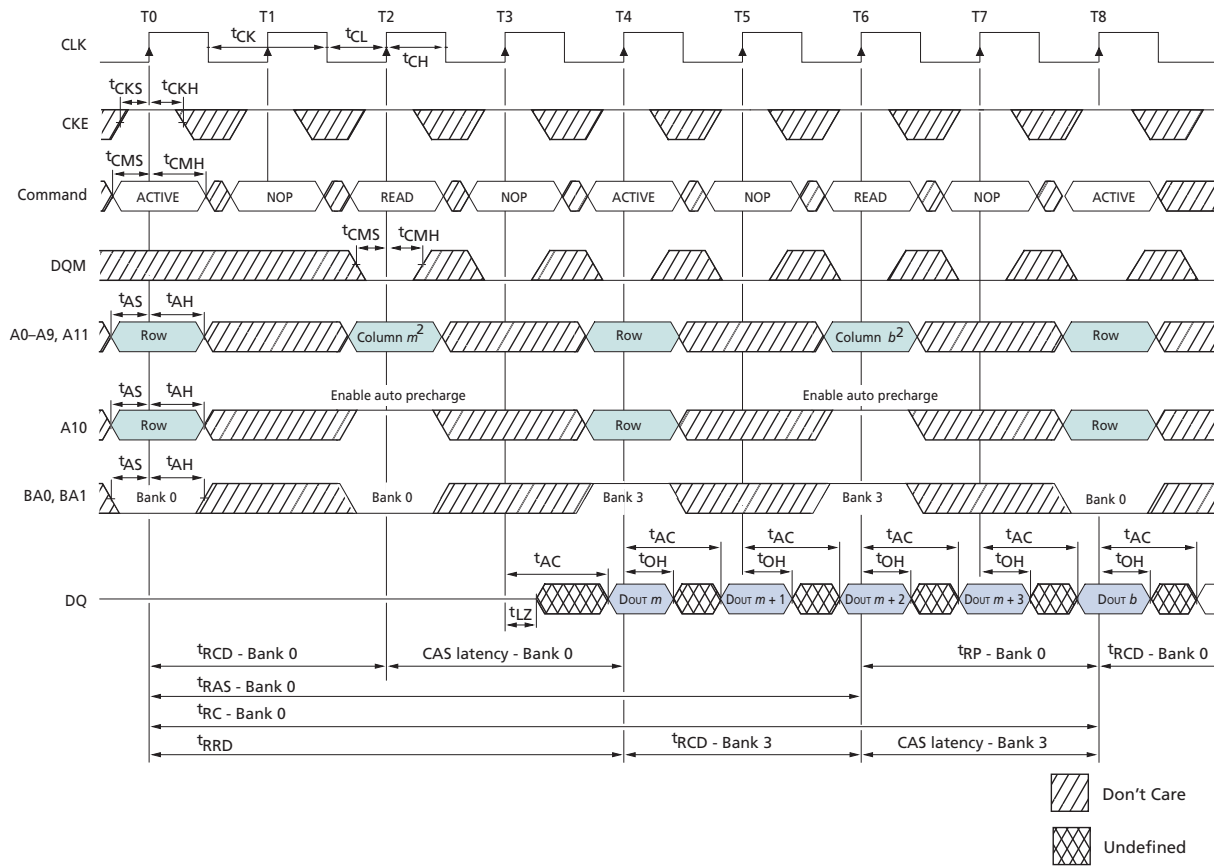 T0 T1 T2 T3 T4 T5 T6 T7 T8
CLK tCK tCL tCH
tCKS tCKH
CKE
tCMS tCMH
Command ACTIVE NOP READ NOP ACTIVE NOP READ NOP ACTIVE
tCMS tCMH
DQM
tAS tAH
A0–A9, A11 Row Column m² Row Column b² Row
tAS tAH Enable auto precharge Enable auto precharge
A10 Row Row Row
tAS tAH
BA0, BA1 Bank 0 Bank 0 Bank 3 Bank 3 Bank 0
tAC tAC tAC tAC tAC tAC
tOH tOH tOH tOH tOH
DQ DOUT m DOUT m + 1 DOUT m + 2 DOUT m + 3 DOUT b
tLZ
tRCD - Bank 0 CAS latency - Bank 0 tRP - Bank 0 tRCD - Bank 0
tRAS - Bank 0
tRC - Bank 0
tRRD tRCD - Bank 3 CAS latency - Bank 3
Don't Care
Undefined